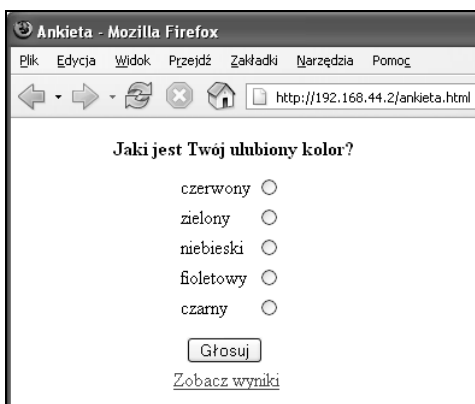 Ankieta - Mozilla Firefox
Plik Edycja Widok Przejdź Zakładki Narzędzia Pomoc
http://192.168.44.2/ankieta.html
Jaki jest Twój ulubiony kolor?
czerwony
zielony
niebieski
fioletowy
czarny
Głosuj
Zobacz wyniki